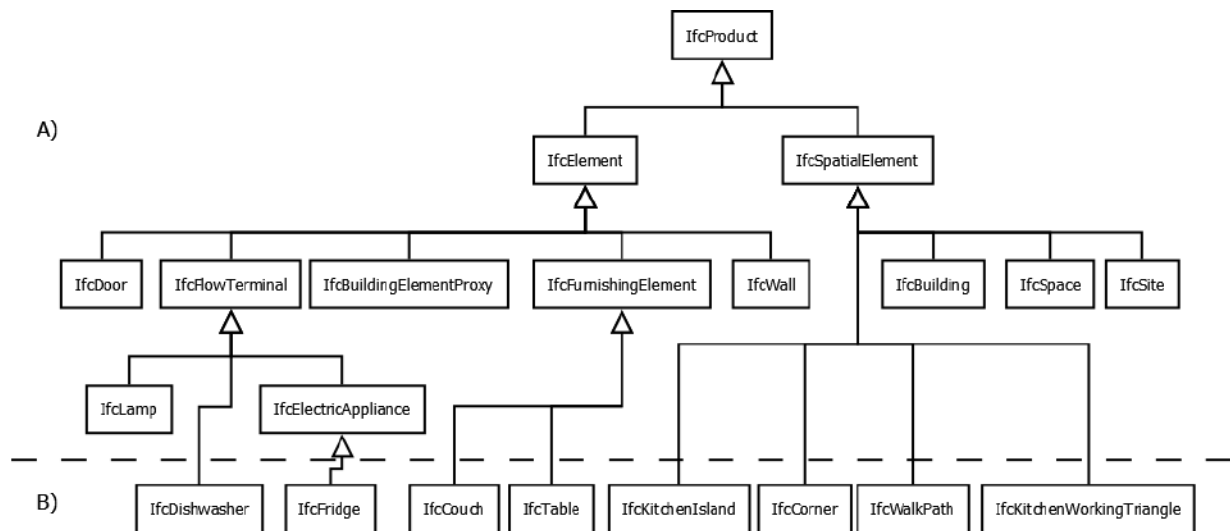 IfcProduct
A)
IfcElement
IfcSpatialElement
IfcDoor
IfcFlowTerminal
IfcBuildingElementProxy
IfcFurnishingElement
IfcWall
IfcBuilding
IfcSpace
IfcSite
IfcLamp
IfcElectricAppliance
B)
IfcDishwasher
IfcFridge
IfcCouch
IfcTable
IfcKitchenIsland
IfcCorner
IfcWalkPath
IfcKitchenWorkingTriangle